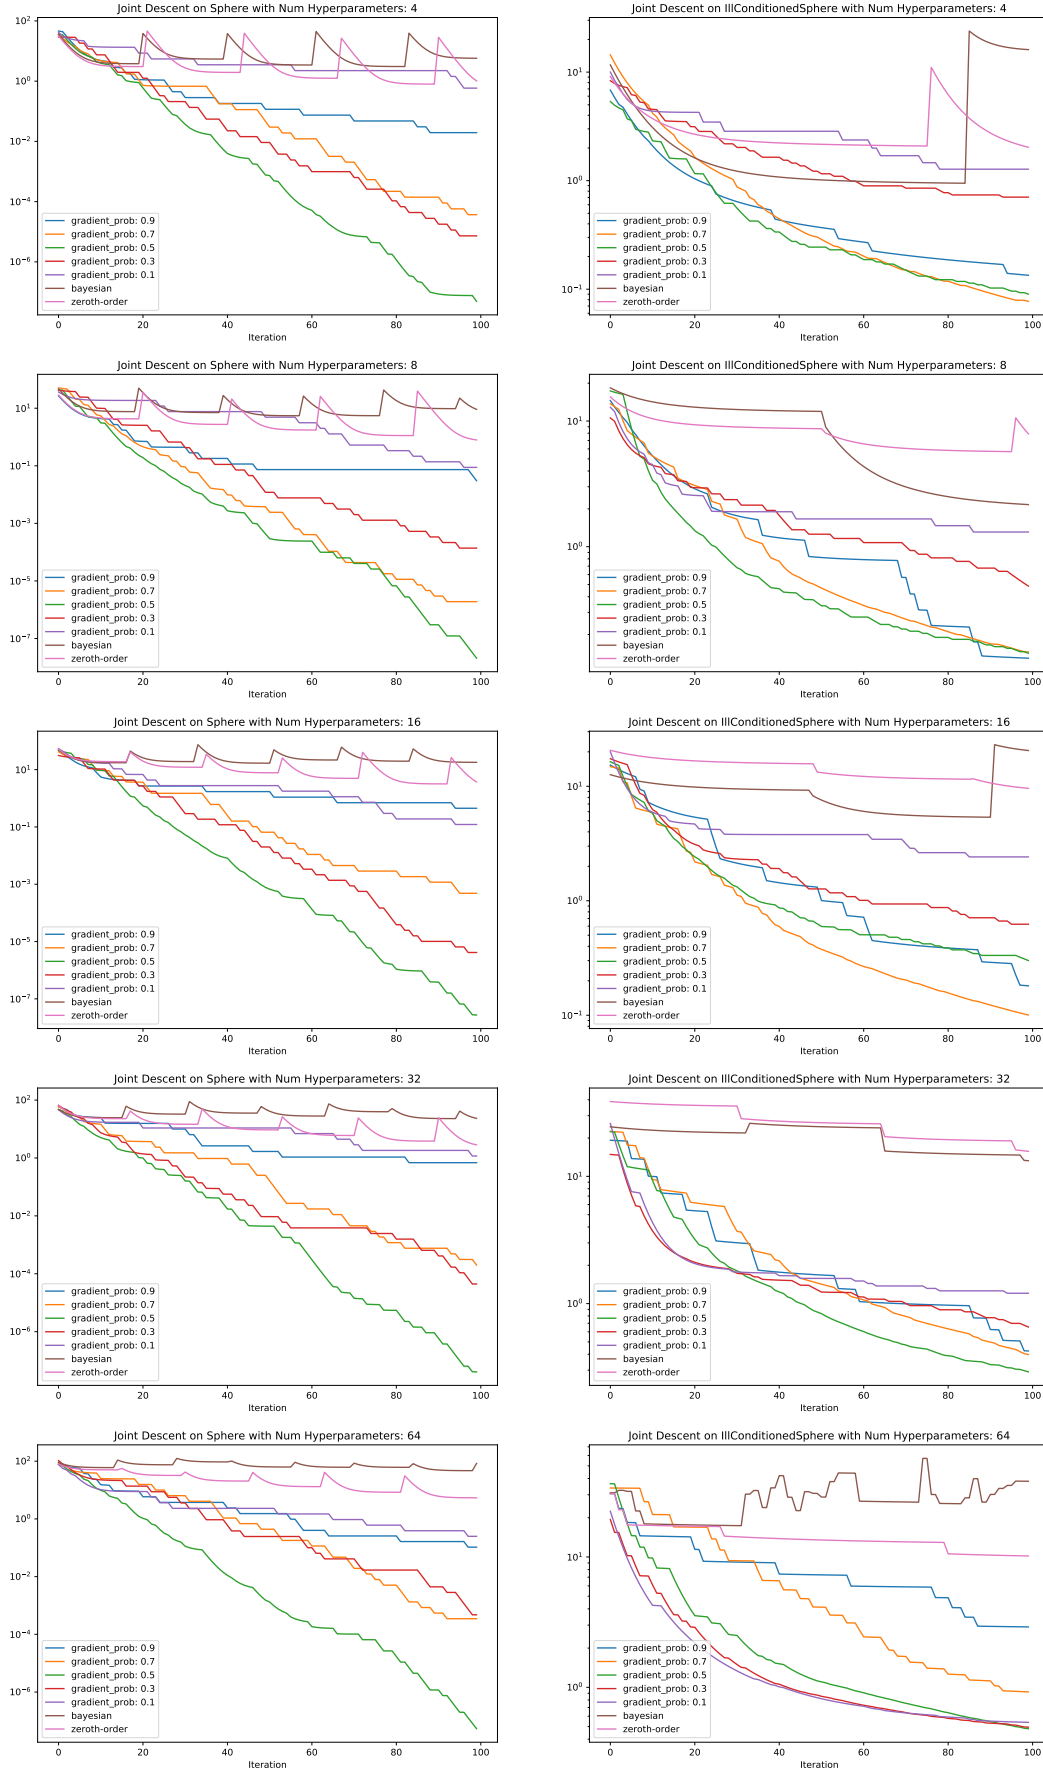 Joint Descent on Sphere with Num Hyperparameters: 4
10²
10⁰
10⁻²
10⁻⁴
10⁻⁶
gradient_prob: 0.9
gradient_prob: 0.7
gradient_prob: 0.5
gradient_prob: 0.3
gradient_prob: 0.1
bayesian
zeroth-order
0 20 40 60 80 100
Iteration
Joint Descent on IllConditionedSphere with Num Hyperparameters: 4
10¹
10⁰
10⁻¹
gradient_prob: 0.9
gradient_prob: 0.7
gradient_prob: 0.5
gradient_prob: 0.3
gradient_prob: 0.1
bayesian
zeroth-order
0 20 40 60 80 100
Iteration
Joint Descent on Sphere with Num Hyperparameters: 8
10¹
10⁻¹
10⁻³
10⁻⁵
10⁻⁷
gradient_prob: 0.9
gradient_prob: 0.7
gradient_prob: 0.5
gradient_prob: 0.3
gradient_prob: 0.1
bayesian
zeroth-order
0 20 40 60 80 100
Iteration
Joint Descent on IllConditionedSphere with Num Hyperparameters: 8
10¹
10⁰
gradient_prob: 0.9
gradient_prob: 0.7
gradient_prob: 0.5
gradient_prob: 0.3
gradient_prob: 0.1
bayesian
zeroth-order
0 20 40 60 80 100
Iteration
Joint Descent on Sphere with Num Hyperparameters: 16
10¹
10⁻¹
10⁻³
10⁻⁵
10⁻⁷
gradient_prob: 0.9
gradient_prob: 0.7
gradient_prob: 0.5
gradient_prob: 0.3
gradient_prob: 0.1
bayesian
zeroth-order
0 20 40 60 80 100
Iteration
Joint Descent on IllConditionedSphere with Num Hyperparameters: 16
10¹
10⁰
10⁻¹
gradient_prob: 0.9
gradient_prob: 0.7
gradient_prob: 0.5
gradient_prob: 0.3
gradient_prob: 0.1
bayesian
zeroth-order
0 20 40 60 80 100
Iteration
Joint Descent on Sphere with Num Hyperparameters: 32
10²
10⁰
10⁻²
10⁻⁴
10⁻⁶
gradient_prob: 0.9
gradient_prob: 0.7
gradient_prob: 0.5
gradient_prob: 0.3
gradient_prob: 0.1
bayesian
zeroth-order
0 20 40 60 80 100
Iteration
Joint Descent on IllConditionedSphere with Num Hyperparameters: 32
10¹
10⁰
gradient_prob: 0.9
gradient_prob: 0.7
gradient_prob: 0.5
gradient_prob: 0.3
gradient_prob: 0.1
bayesian
zeroth-order
0 20 40 60 80 100
Iteration
Joint Descent on Sphere with Num Hyperparameters: 64
10²
10⁰
10⁻²
10⁻⁴
10⁻⁶
gradient_prob: 0.9
gradient_prob: 0.7
gradient_prob: 0.5
gradient_prob: 0.3
gradient_prob: 0.1
bayesian
zeroth-order
0 20 40 60 80 100
Iteration
Joint Descent on IllConditionedSphere with Num Hyperparameters: 64
10¹
10⁰
gradient_prob: 0.9
gradient_prob: 0.7
gradient_prob: 0.5
gradient_prob: 0.3
gradient_prob: 0.1
bayesian
zeroth-order
0 20 40 60 80 100
Iteration